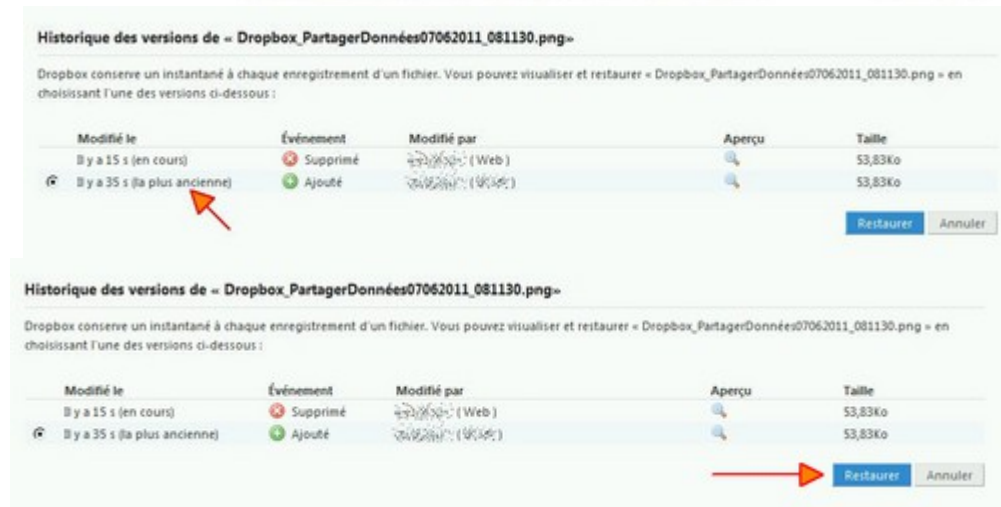 Historique des versions de « Dropbox_PartagerDonnées07062011_081130.png»
Dropbox conserve un instantané à chaque enregistrement d'un fichier. Vous pouvez visualiser et restaurer « Dropbox_PartagerDonnées07062011_081130.png » en
choisissant l'une des versions ci-dessous :
Modifié le Événement Modifié par Aperçu Taille
Il y a 15 s (en cours) Supprimé (Web) 53,83Ko
Il y a 35 s (la plus ancienne) Ajouté 53,83Ko
Restaurer Annuler
Historique des versions de « Dropbox_PartagerDonnées07062011_081130.png»
Dropbox conserve un instantané à chaque enregistrement d'un fichier. Vous pouvez visualiser et restaurer « Dropbox_PartagerDonnées07062011_081130.png » en
choisissant l'une des versions ci-dessous :
Modifié le Événement Modifié par Aperçu Taille
Il y a 15 s (en cours) Supprimé (Web) 53,83Ko
Il y a 35 s (la plus ancienne) Ajouté 53,83Ko
Restaurer Annuler